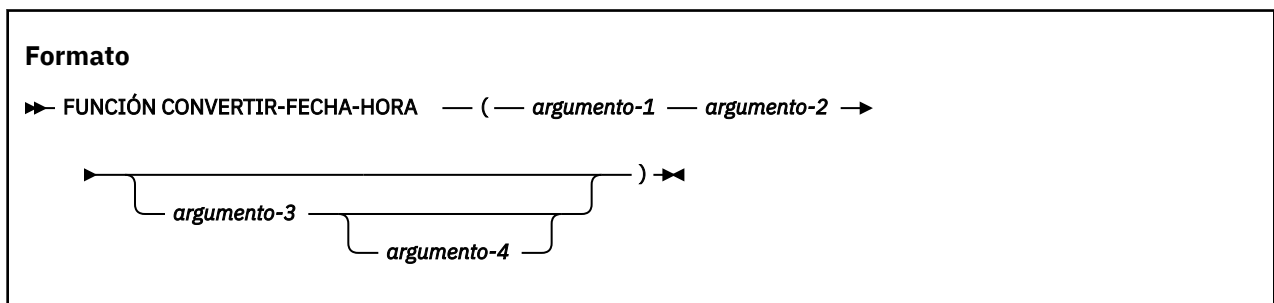 Formato
FUNCIÓN CONVERTIR-FECHA-HORA ( argumento-1 argumento-2
)
argumento-3
argumento-4